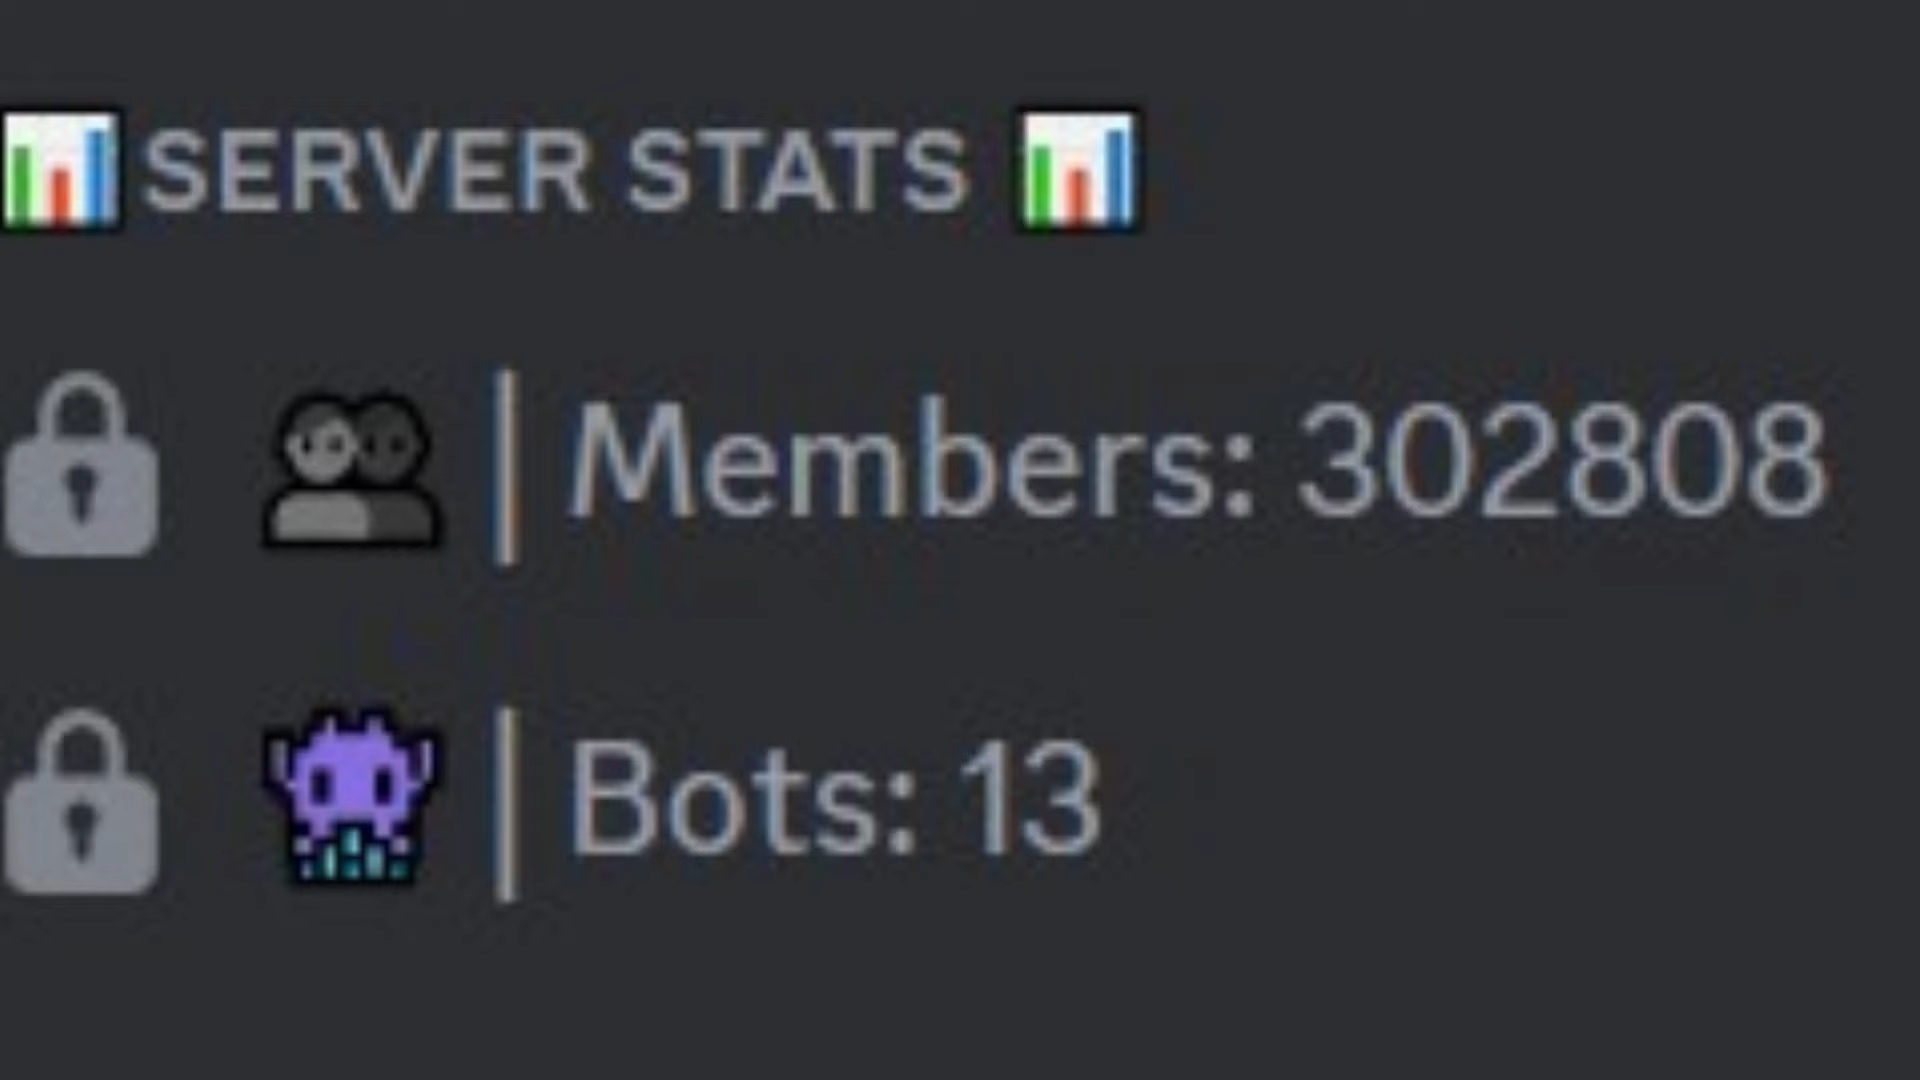 📊 SERVER STATS 📊
👥 | Members: 302808
👾 | Bots: 13